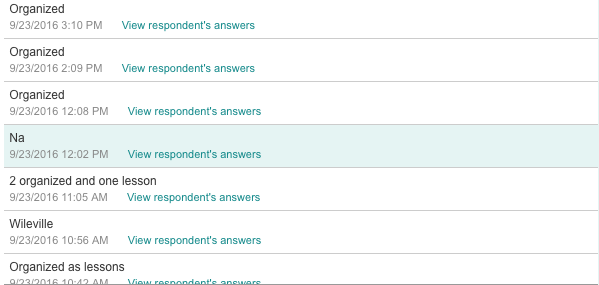 Organized
9/23/2016 3:10 PM View respondent's answers
Organized
9/23/2016 2:09 PM View respondent's answers
Organized
9/23/2016 12:08 PM View respondent's answers
Na
9/23/2016 12:02 PM View respondent's answers
2 organized and one lesson
9/23/2016 11:05 AM View respondent's answers
Wileville
9/23/2016 10:56 AM View respondent's answers
Organized as lessons
9/23/2016 10:42 AM View respondent's answers